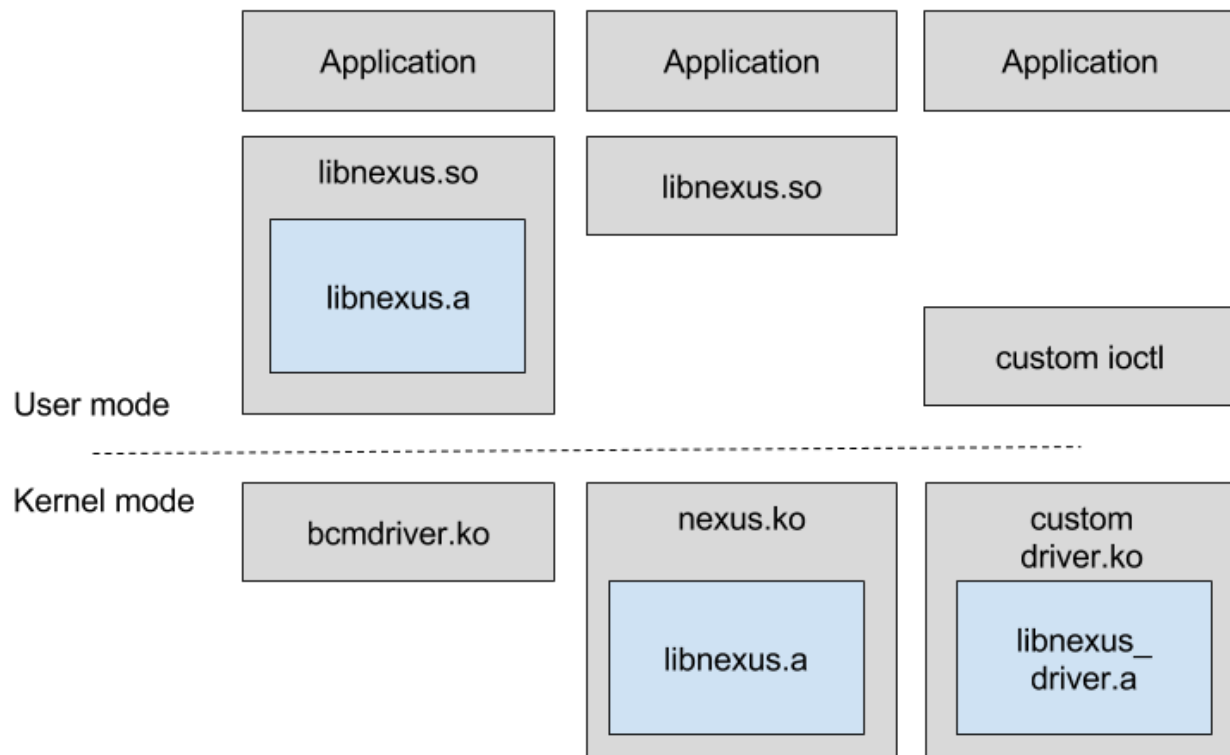 Application
Application
Application
libnexus.so
libnexus.a
libnexus.so
custom ioctl
User mode
Kernel mode
bcmdriver.ko
nexus.ko
libnexus.a
custom
driver.ko
libnexus_
driver.a